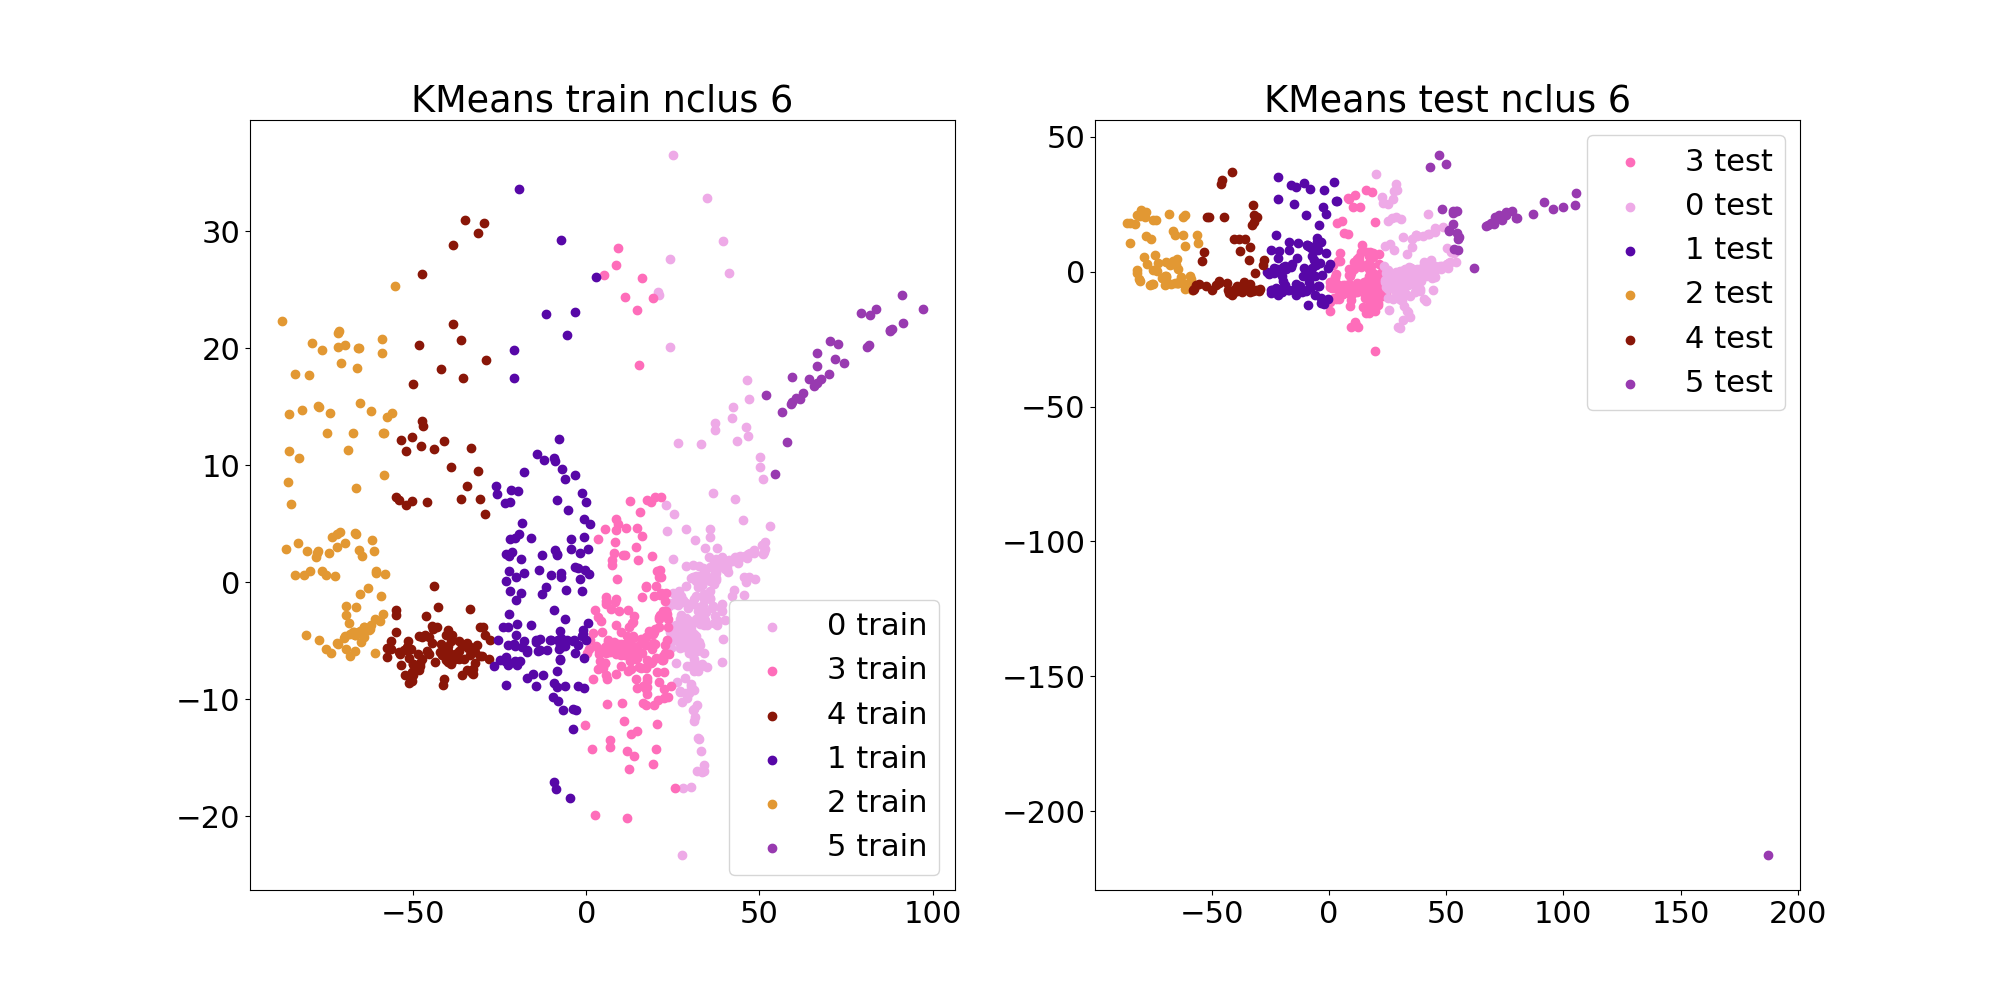 KMeans train nclus 6
30
20
10
0
−10
−20
−50
0
50
100
0 train
3 train
4 train
1 train
2 train
5 train
KMeans test nclus 6
50
0
−50
−100
−150
−200
−50
0
50
100
150
200
3 test
0 test
1 test
2 test
4 test
5 test